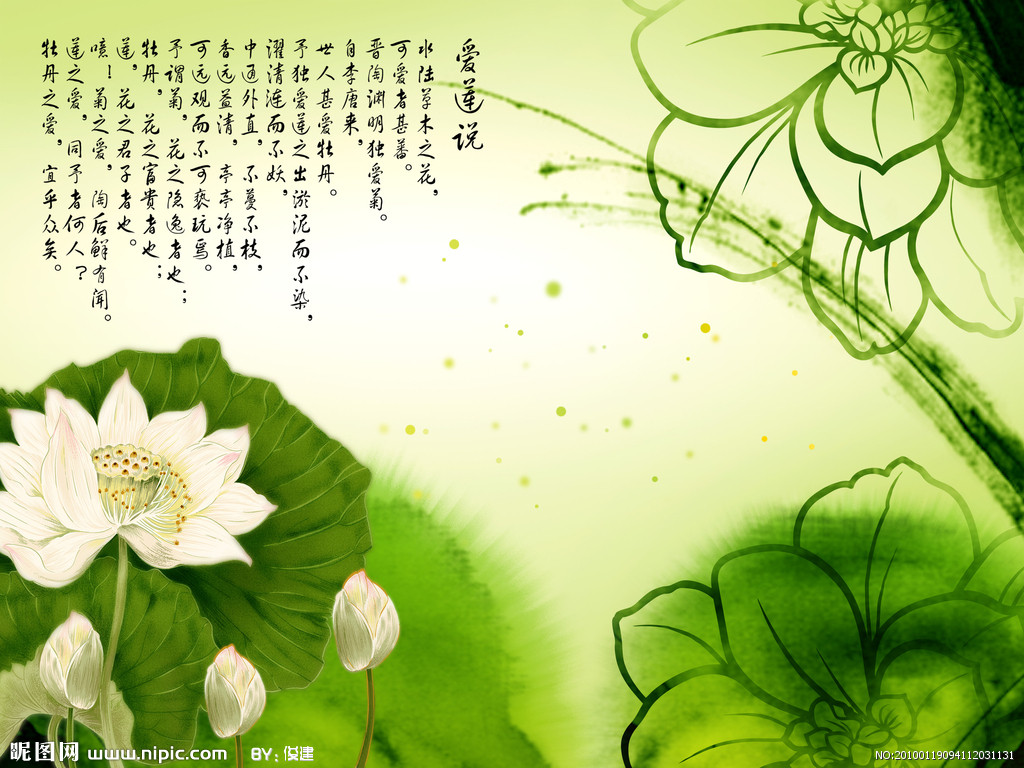 爱莲说
水陆草木之花，
可爱者甚蕃。
晋陶渊明独爱菊。
自李唐来，
世人甚爱牡丹。
予独爱莲之出淤泥而不染，
濯清涟而不妖，
中通外直，不蔓不枝，
香远益清，亭亭净植，
可远观而不可亵玩焉。
予谓菊，花之隐逸者也；
牡丹，花之富贵者也；
莲，花之君子者也。
噫！菊之爱，陶后鲜有闻。
莲之爱，同予者何人？
牡丹之爱，宜乎众矣。
昵图网 www.nipic.com BY:俊建
NO:20100119094112031131